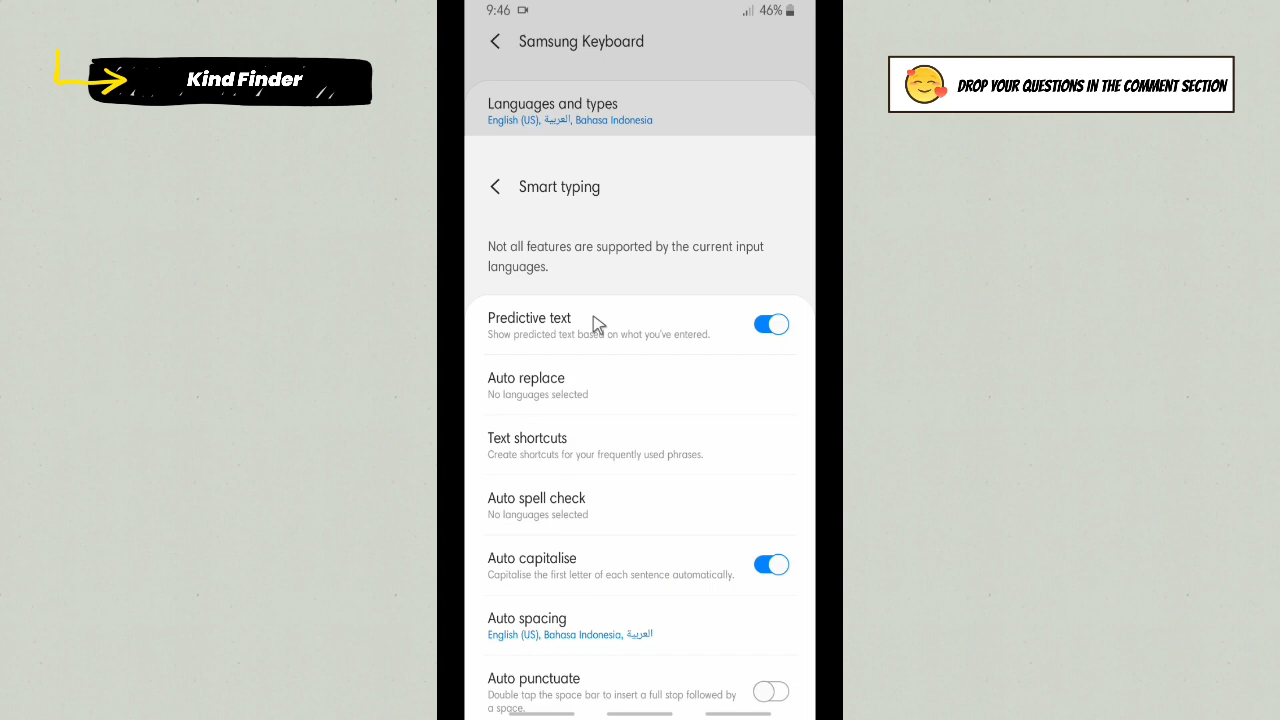 Kind Finder
DROP YOUR QUESTIONS IN THE COMMENT SECTION
9:46
46%
Samsung Keyboard
Languages and types
English (US), العربية, Bahasa Indonesia
Smart typing
Not all features are supported by the current input
languages.
Predictive text
Show predicted text based on what you've entered.
Auto replace
No languages selected
Text shortcuts
Create shortcuts for your frequently used phrases.
Auto spell check
No languages selected
Auto capitalise
Capitalise the first letter of each sentence automatically.
Auto spacing
English (US), Bahasa Indonesia, العربية
Auto punctuate
Double tap the space bar to insert a full stop followed by
a space.